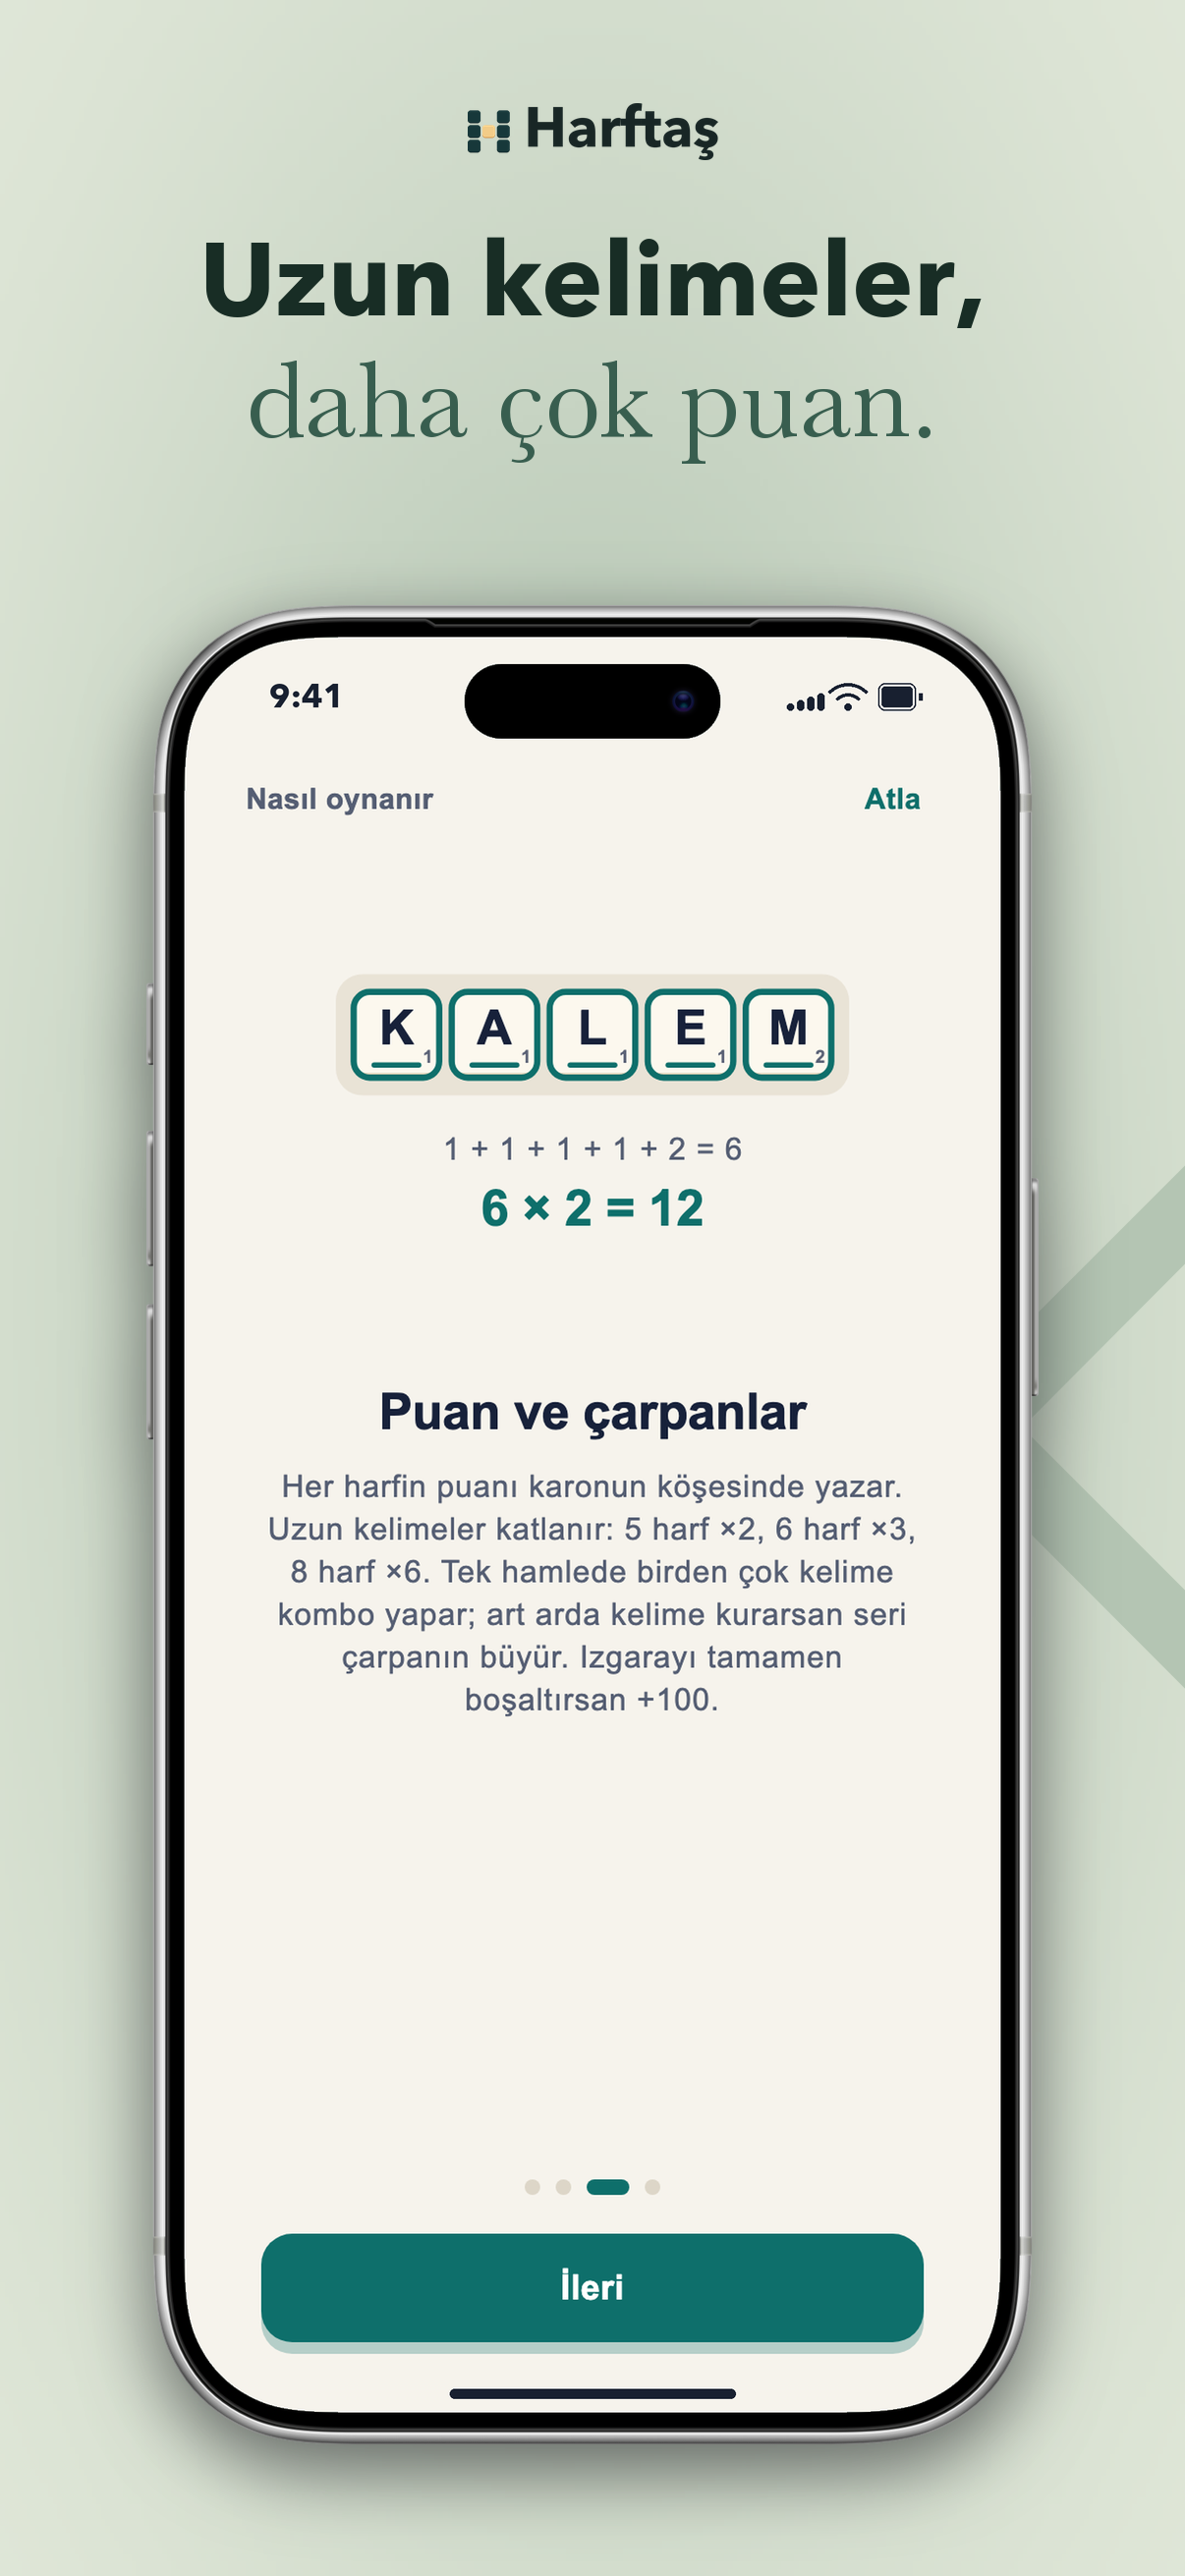 Harftaş
Uzun kelimeler,
daha çok puan.
9:41
Nasıl oynanır
Atla
K 1 A 1 L 1 E 1 M 2
1 + 1 + 1 + 1 + 2 = 6
6 × 2 = 12
Puan ve çarpanlar
Her harfin puanı karonun köşesinde yazar.
Uzun kelimeler katlanır: 5 harf ×2, 6 harf ×3,
8 harf ×6. Tek hamlede birden çok kelime
kombo yapar; art arda kelime kurarsan seri
çarpanın büyür. Izgarayı tamamen
boşaltırsan +100.
İleri